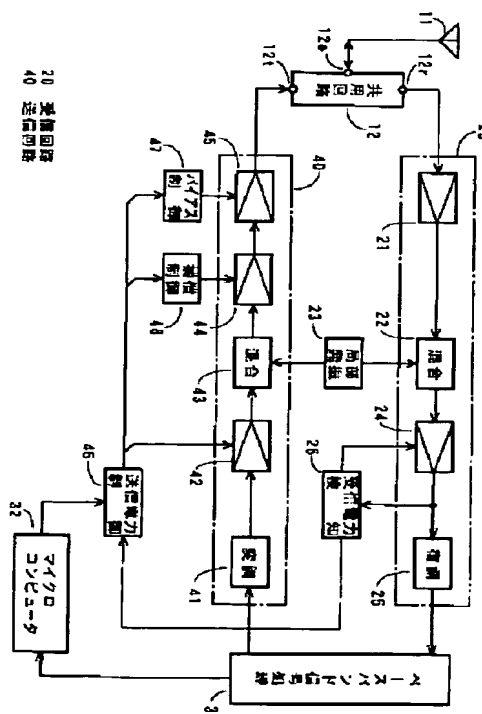 11
12a
12r
12t
共用回路
12
20
21
22
混合
23
局部
発振
24
25
復調
26
受信電力
検知
40
45
44
混合
43
42
変調
41
47
バイアス
制御
48
利得
制御
46
送信電力
制御
32
マイクロ
コンピュータ
ベースバンド信号処理
3
20 受信回路
40 送信回路